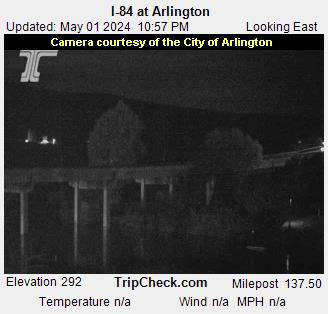 I-84 at Arlington
Updated: May 01 2024 10:57 PM Looking East
Camera courtesy of the City of Arlington
Elevation 292 TripCheck.com Milepost 137.50
Temperature n/a Wind n/a MPH n/a